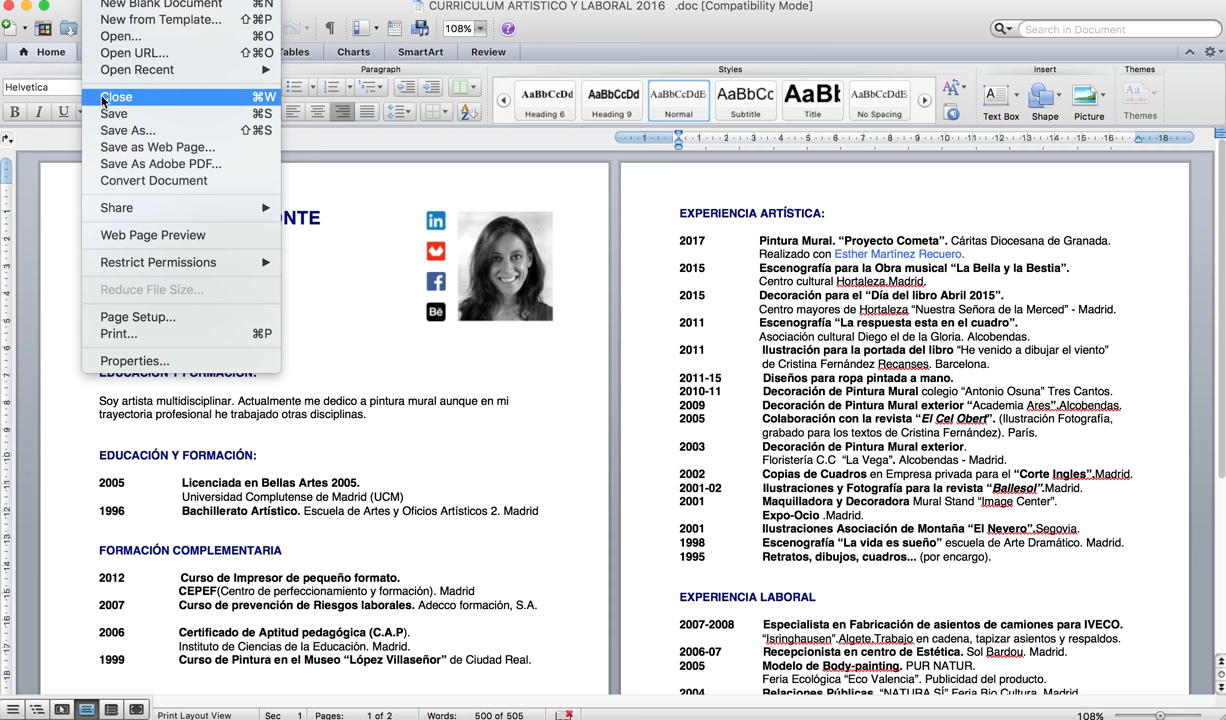 CURRICULUM ARTISTICO Y LABORAL 2016 .doc [Compatibility Mode]
New Blank Document ⌘N
New from Template... ⇧⌘P
Open... ⌘O
Open URL... ⇧⌘O
Open Recent
Close ⌘W
Save ⌘S
Save As... ⇧⌘S
Save as Web Page...
Save As Adobe PDF...
Convert Document
Share
Web Page Preview
Restrict Permissions
Reduce File Size...
Page Setup...
Print... ⌘P
Properties...
108%
Search in Document
Home
ables
Charts
SmartArt
Review
Helvetica
B I U
Paragraph
Styles
Insert
Themes
AaBbCcDd
Heading 6
AaBbCcDd
Heading 7
AaBbCcDdE
Normal
AaBbCc
Subtitle
AaBb
Title
AaBbCcDdE
No Spacing
Text Box
Shape
Picture
Themes
NTE
in
f
Bē
EDUCACIÓN Y FORMACIÓN:
Soy artista multidisciplinar. Actualmente me dedico a pintura mural aunque en mi
trayectoria profesional he trabajado otras disciplinas.
EDUCACIÓN Y FORMACIÓN:
2005 Licenciada en Bellas Artes 2005.
Universidad Complutense de Madrid (UCM)
1996 Bachillerato Artístico. Escuela de Artes y Oficios Artísticos 2. Madrid
FORMACIÓN COMPLEMENTARIA
2012 Curso de Impresor de pequeño formato.
CEPEF(Centro de perfeccionamiento y formación). Madrid
2007 Curso de prevención de Riesgos laborales. Adecco formación, S.A.
2006 Certificado de Aptitud pedagógica (C.A.P).
Instituto de Ciencias de la Educación. Madrid.
1999 Curso de Pintura en el Museo “López Villaseñor” de Ciudad Real.
EXPERIENCIA ARTÍSTICA:
2017 Pintura Mural. “Proyecto Cometa”. Cáritas Diocesana de Granada.
Realizado con Esther Martínez Recuero.
2015 Escenografía para la Obra musical “La Bella y la Bestia”.
Centro cultural Hortaleza.Madrid.
2015 Decoración para el “Día del libro Abril 2015”.
Centro mayores de Hortaleza “Nuestra Señora de la Merced” - Madrid.
2011 Escenografía “La respuesta esta en el cuadro”.
Asociación cultural Diego el de la Gloria. Alcobendas.
2011 Ilustración para la portada del libro “He venido a dibujar el viento”
de Cristina Fernández Recanses. Barcelona.
2011-15 Diseños para ropa pintada a mano.
2010-11 Decoración de Pintura Mural colegio “Antonio Osuna” Tres Cantos.
2009 Decoración de Pintura Mural exterior “Academia Ares”.Alcobendas.
2005 Colaboración con la revista “El Cel Obert”. (Ilustración Fotografía,
grabado para los textos de Cristina Fernández). París.
2003 Decoración de Pintura Mural exterior.
Floristería C.C “La Vega”. Alcobendas - Madrid.
2002 Copias de Cuadros en Empresa privada para el “Corte Ingles”.Madrid.
2001-02 Ilustraciones y Fotografía para la revista “Ballesol”.Madrid.
2001 Maquilladora y Decoradora Mural Stand “Image Center”.
Expo-Ocio .Madrid.
2001 Ilustraciones Asociación de Montaña “El Nevero”.Segovia.
1998 Escenografía “La vida es sueño” escuela de Arte Dramático. Madrid.
1995 Retratos, dibujos, cuadros... (por encargo).
EXPERIENCIA LABORAL
2007-2008 Especialista en Fabricación de asientos de camiones para IVECO.
“Isringhausen”.Algete.Trabajo en cadena, tapizar asientos y respaldos.
2006-07 Recepcionista en centro de Estética. Sol Bardou. Madrid.
2005 Modelo de Body-painting. PUR NATUR.
Feria Ecológica “Eco Valencia”. Publicidad del producto.
2004 Relaciones Públicas. “NATURA SÍ” Feria Bio Cultura. Madrid
Print Layout View
Sec 1
Pages: 1 of 2
Words: 500 of 505
108%